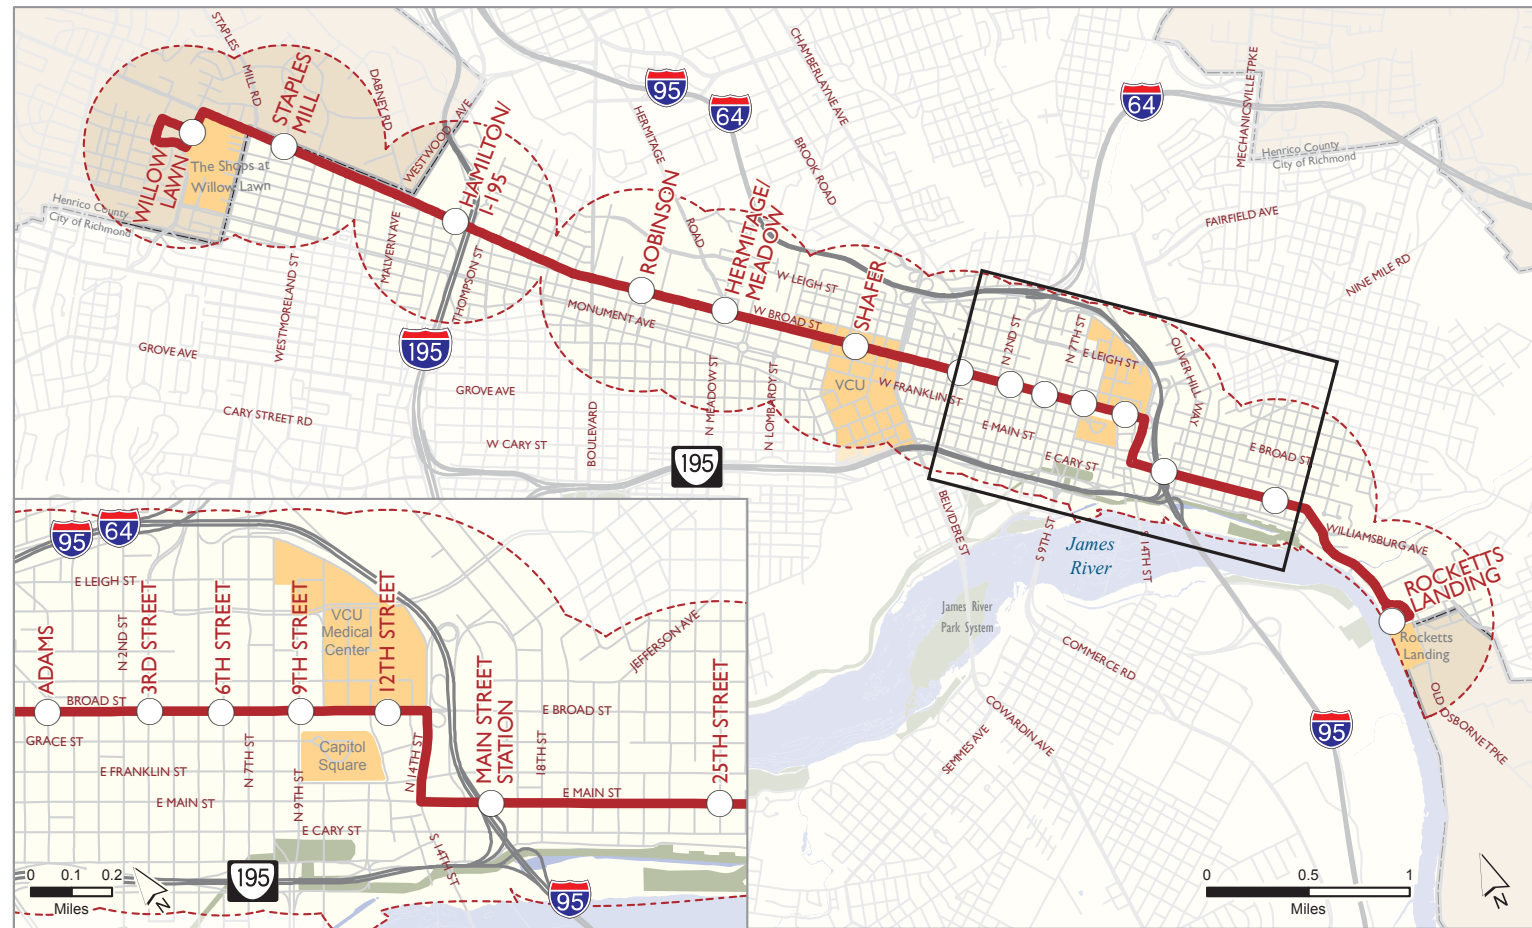 STAPLES
MILL RD
DABNEY RD
WESTWOOD AVE
STAPLES
MILL
HAMILTON/
I-195
WILLOW
LAWN
The Shops at
Willow Lawn
Henrico County
City of Richmond
95
64
HERMITAGE
ROAD
CHAMBERLAYNE AVE
BROOK ROAD
64
MECHANICSVILLE TPKE
Henrico County
City of Richmond
FAIRFIELD AVE
NINE MILE RD
MALVERN AVE
THOMPSON ST
WESTMORELAND ST
ROBINSON
HERMITAGE/
MEADOW
SHAFER
W LEIGH ST
W BROAD ST
MONUMENT AVE
195
GROVE AVE
GROVE AVE
CARY STREET RD
W CARY ST
BOULEVARD
N MEADOW ST
N LOMBARDY ST
VCU
W FRANKLIN ST
195
N 2ND ST
N 7TH ST
E LEIGH ST
OLIVER HILL WAY
E MAIN ST
E CARY ST
E BROAD ST
BELVIDERE ST
S 9TH ST
S 14TH ST
James
River
WILLIAMSBURG AVE
ROCKETTS
LANDING
Rocketts
Landing
OLD OSBORNE TPKE
James River
Park System
COMMERCE RD
COWARDIN AVE
SEMMES AVE
95
0 0.5 1
Miles
N
95
64
E LEIGH ST
N 2ND ST
ADAMS
3RD STREET
6TH STREET
9TH STREET
12TH STREET
VCU
Medical
Center
JEFFERSON AVE
BROAD ST
GRACE ST
E FRANKLIN ST
E MAIN ST
N 7TH ST
N 9TH ST
Capitol
Square
N 14TH ST
MAIN STREET
STATION
E BROAD ST
18TH ST
25TH STREET
E MAIN ST
E CARY ST
S 14TH ST
195
95
0 0.1 0.2
Miles
N